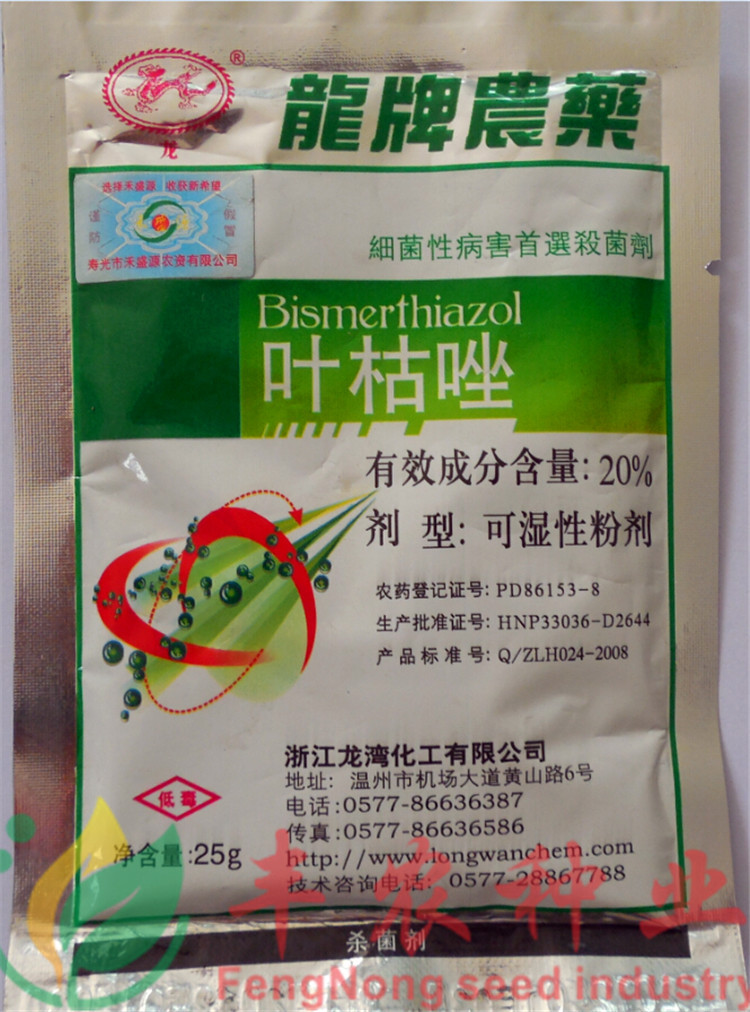 ®
龍牌農藥
龙
选择禾盛源 收获新希望
谨防
假冒
寿光市禾盛源农资有限公司
細菌性病害首選殺菌劑
Bismerthiazol
叶枯唑
有效成分含量: 20%
剂 型: 可湿性粉剂
农药登记证号: PD86153-8
生产批准证号: HNP33036-D2644
产品标准号: Q/ZLH024-2008
浙江龙湾化工有限公司
地址: 温州市机场大道黄山路6号
电话:0577-86636387
传真:0577-86636586
http://www.longwanchem.com
技术咨询电话: 0577-28867788
低毒
净含量:25g
丰农种业
FengNong seed industry
杀菌剂